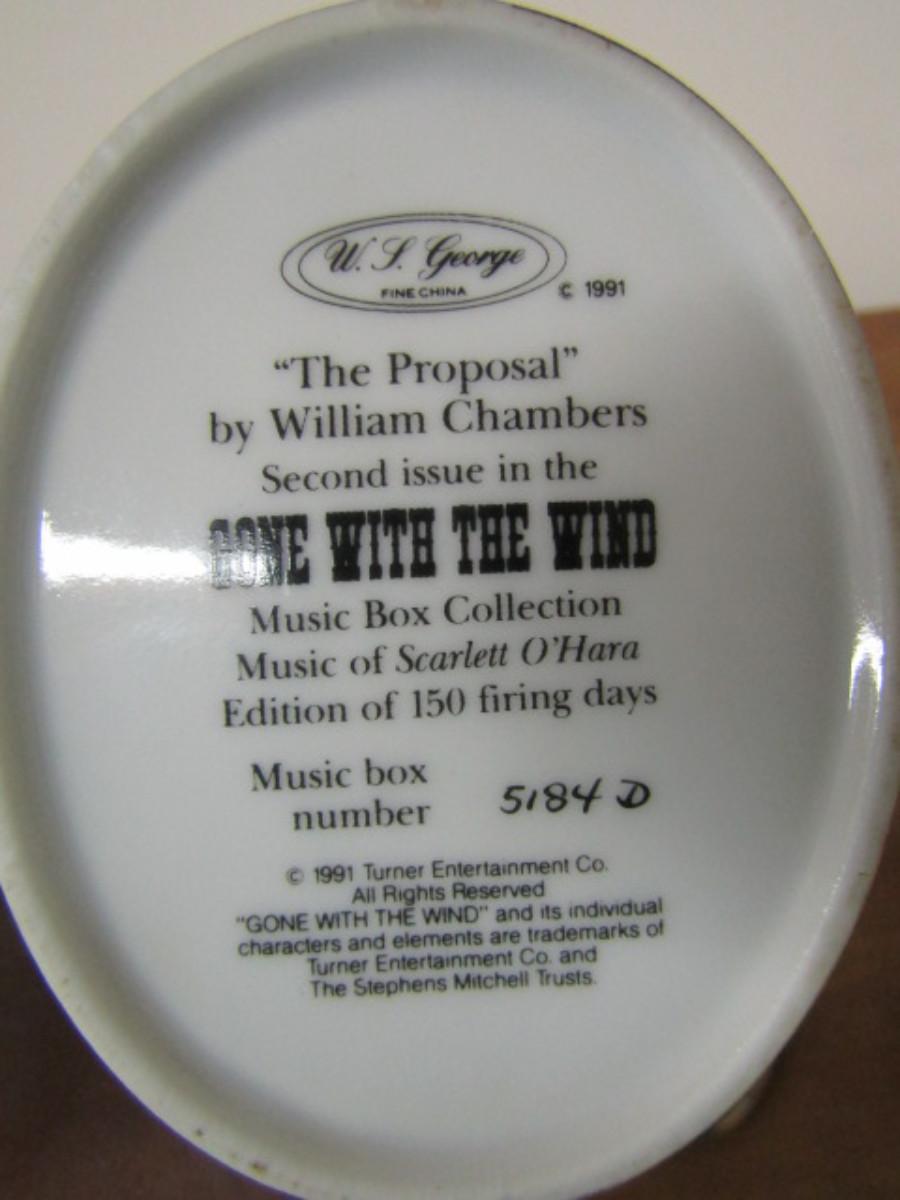 W. S. George
FINE CHINA
© 1991
“The Proposal”
by William Chambers
Second issue in the
GONE WITH THE WIND
Music Box Collection
Music of Scarlett O’Hara
Edition of 150 firing days
Music box
number 5184 D
© 1991 Turner Entertainment Co.
All Rights Reserved
"GONE WITH THE WIND" and its individual
characters and elements are trademarks of
Turner Entertainment Co. and
The Stephens Mitchell Trusts.